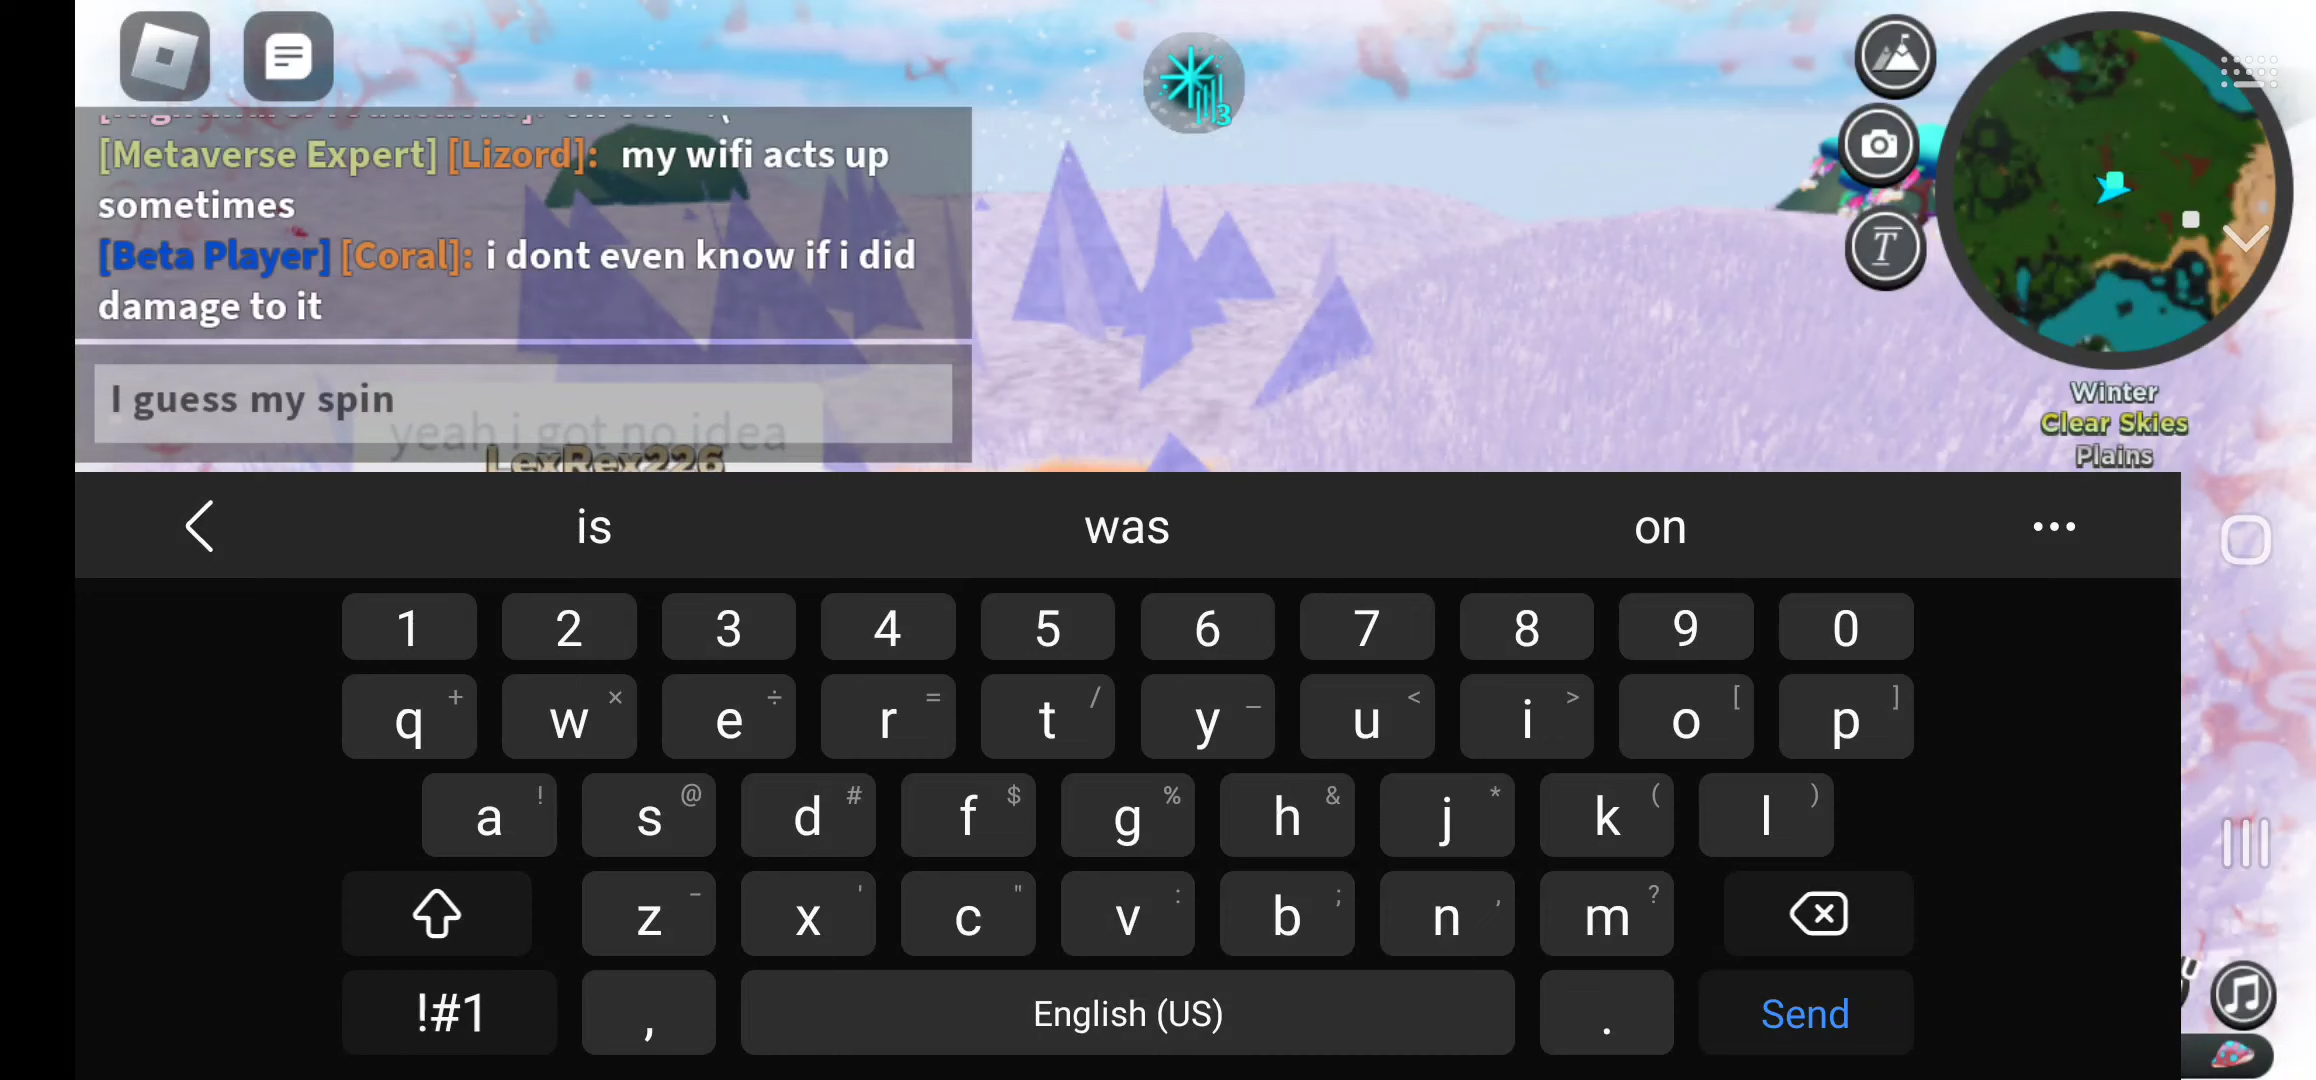 3
[Metaverse Expert] [Lizord]: my wifi acts up
sometimes
[Beta Player] [Coral]: i dont even know if i did
damage to it
I guess my spin
yeah i got no idea
LexRex226
Winter
Clear Skies
Plains
is was on
1 2 3 4 5 6 7 8 9 0
q + w × e ÷ r = t / y _ u < i > o [ p ]
a ! s @ d # f $ g % h & j * k ( l )
z - x ' c " v : b ; n , m ?
!#1 , English (US) . Send